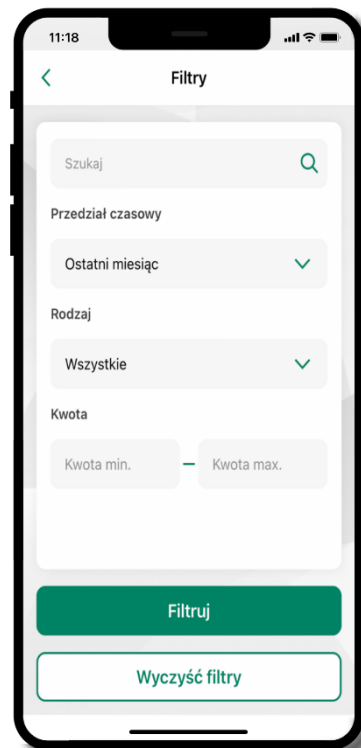 11:18
Filtry
Szukaj
Przedział czasowy
Ostatni miesiąc
Rodzaj
Wszystkie
Kwota
Kwota min. – Kwota max.
Filtruj
Wyczyść filtry